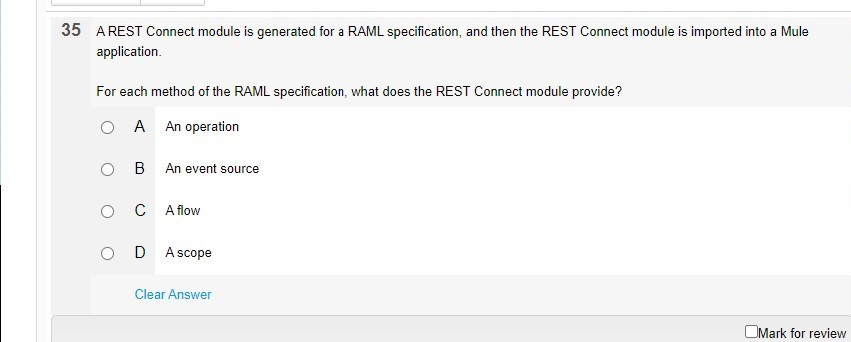 35 A REST Connect module is generated for a RAML specification, and then the REST Connect module is imported into a Mule
application.
For each method of the RAML specification, what does the REST Connect module provide?
A An operation
B An event source
C A flow
D A scope
Clear Answer
Mark for review